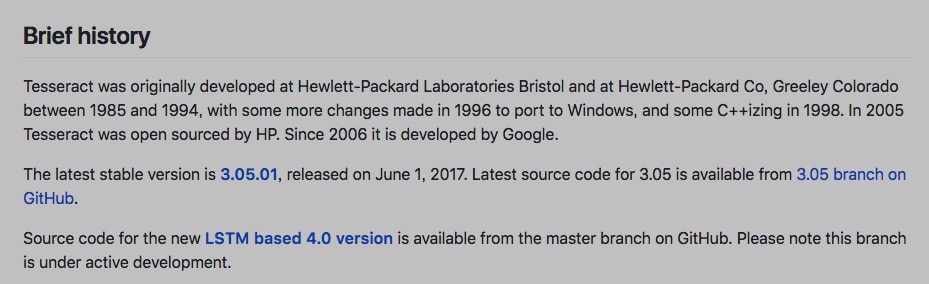 Brief history
Tesseract was originally developed at Hewlett-Packard Laboratories Bristol and at Hewlett-Packard Co, Greeley Colorado
between 1985 and 1994, with some more changes made in 1996 to port to Windows, and some C++izing in 1998. In 2005
Tesseract was open sourced by HP. Since 2006 it is developed by Google.
The latest stable version is 3.05.01, released on June 1, 2017. Latest source code for 3.05 is available from 3.05 branch on
GitHub.
Source code for the new LSTM based 4.0 version is available from the master branch on GitHub. Please note this branch
is under active development.